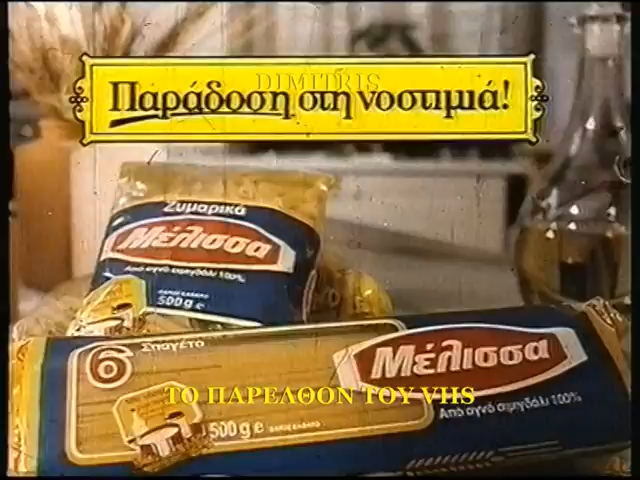 DIMITRIS
Παράδοση στη νοστιμιά!
Ζυμαρικά
Μέλισσα
Από αγνό σιμιγδάλι 100%
500g e
6 Σπαγέτο
Μέλισσα
Από αγνό σιμιγδάλι 100%
500g e
ΤΟ ΠΑΡΕΛΘΟΝ ΤΟΥ VHS